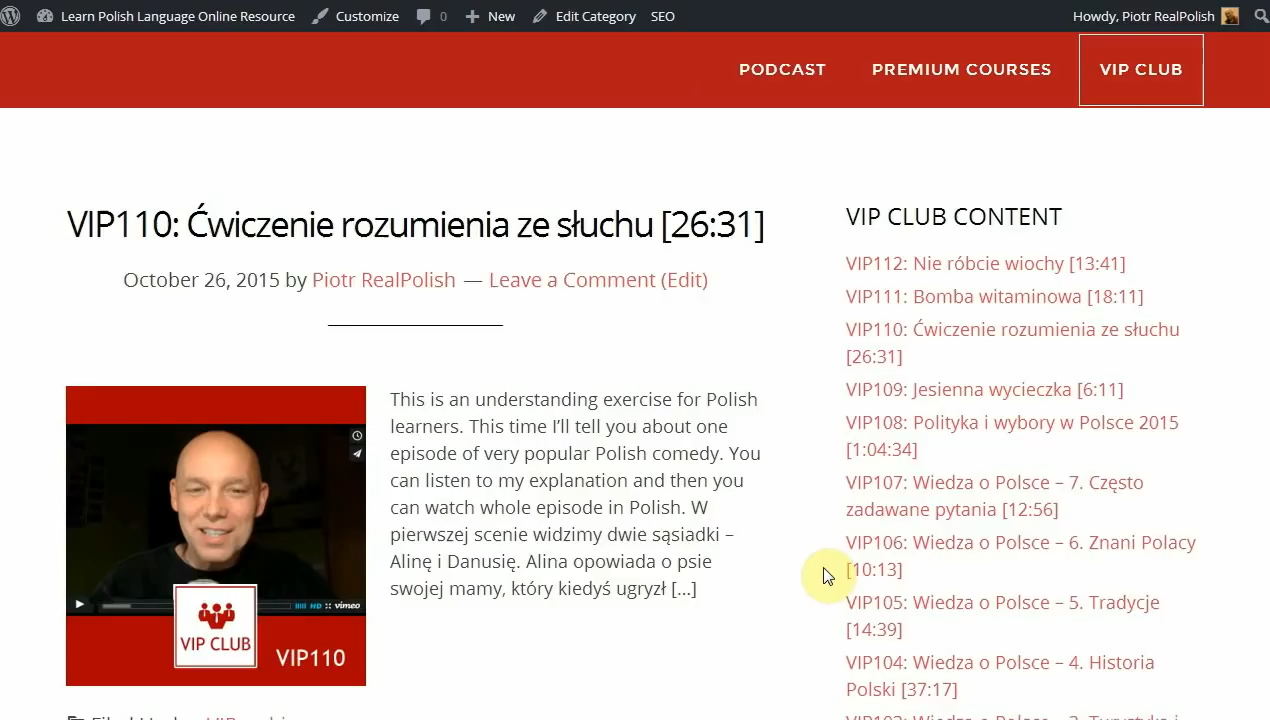 Learn Polish Language Online Resource Customize 0 New Edit Category SEO Howdy, Piotr RealPolish
PODCAST PREMIUM COURSES VIP CLUB
VIP110: Ćwiczenie rozumienia ze słuchu [26:31]
October 26, 2015 by Piotr RealPolish — Leave a Comment (Edit)
This is an understanding exercise for Polish
learners. This time I’ll tell you about one
episode of very popular Polish comedy. You
can listen to my explanation and then you
can watch whole episode in Polish. W
pierwszej scenie widzimy dwie sąsiadki –
Alinę i Danusię. Alina opowiada o psie
swojej mamy, który kiedyś ugryzł [...]
HD vimeo
VIP CLUB
VIP110
VIP CLUB CONTENT
VIP112: Nie róbcie wiochy [13:41]
VIP111: Bomba witaminowa [18:11]
VIP110: Ćwiczenie rozumienia ze słuchu
[26:31]
VIP109: Jesienna wycieczka [6:11]
VIP108: Polityka i wybory w Polsce 2015
[1:04:34]
VIP107: Wiedza o Polsce – 7. Często
zadawane pytania [12:56]
VIP106: Wiedza o Polsce – 6. Znani Polacy
[10:13]
VIP105: Wiedza o Polsce – 5. Tradycje
[14:39]
VIP104: Wiedza o Polsce – 4. Historia
Polski [37:17]